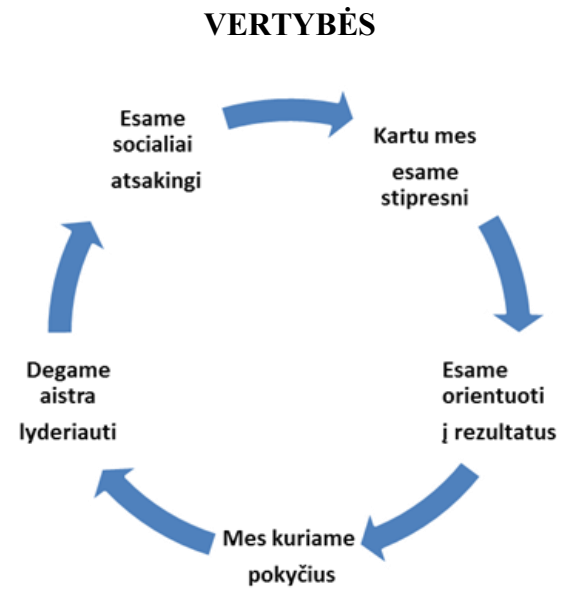 VERTYBĖS
Esame
socialiai
atsakingi
Kartu mes
esame
stipresni
Esame
orientuoti
į rezultatus
Mes kuriame
pokyčius
Degame
aistra
lyderiauti